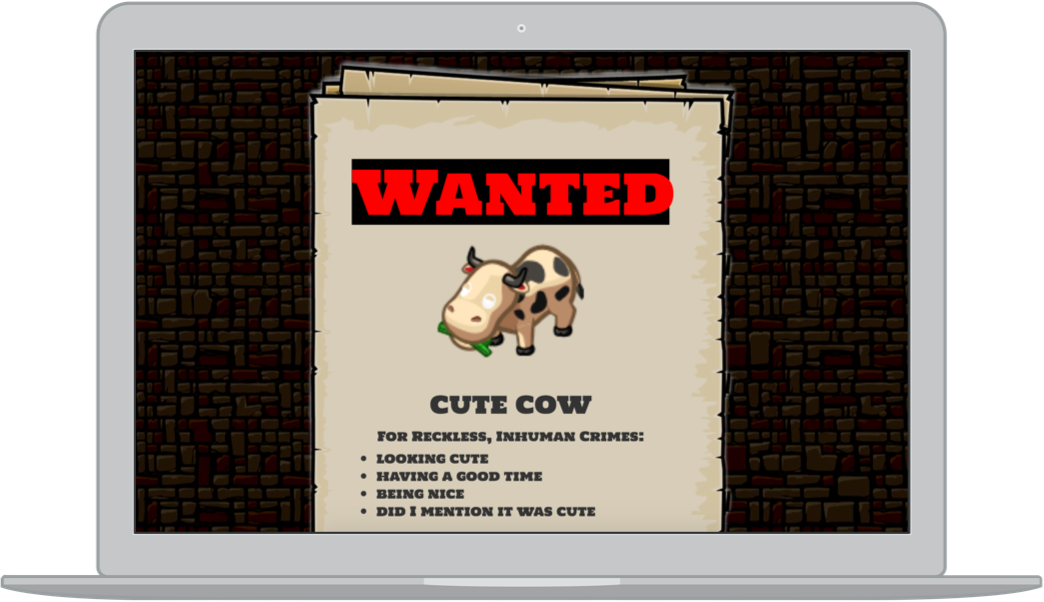 WANTED
CUTE COW
FOR RECKLESS, INHUMAN CRIMES:
• LOOKING CUTE
• HAVING A GOOD TIME
• BEING NICE
• DID I MENTION IT WAS CUTE